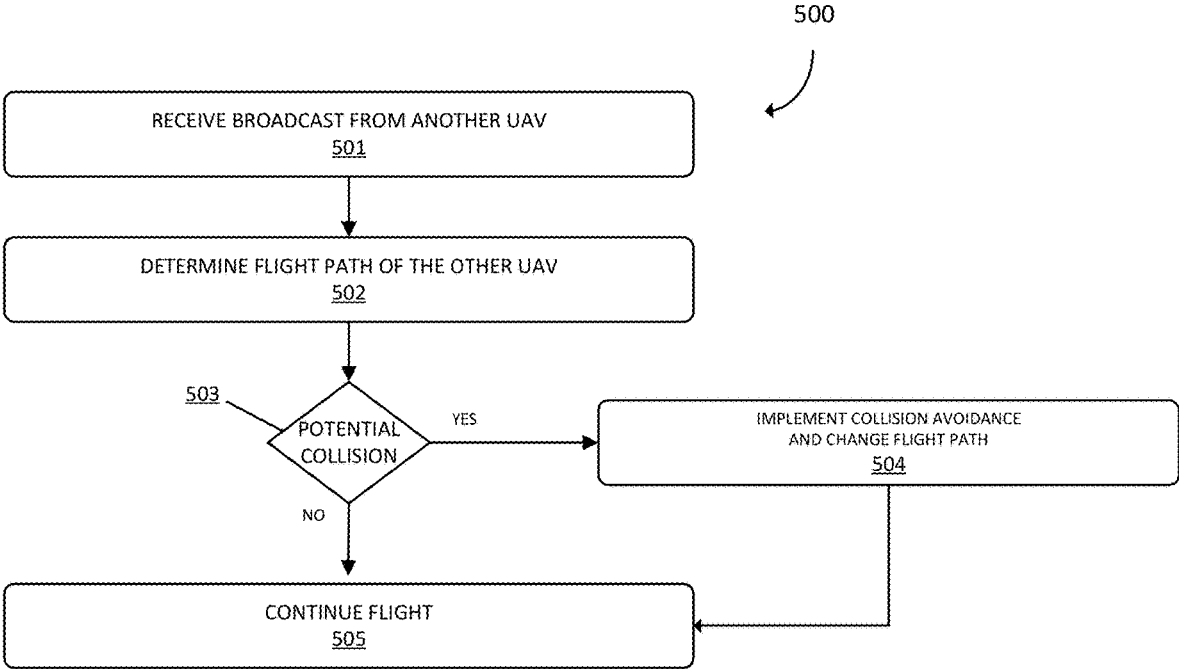 500
RECEIVE BROADCAST FROM ANOTHER UAV
501
DETERMINE FLIGHT PATH OF THE OTHER UAV
502
503
POTENTIAL
COLLISION
YES
IMPLEMENT COLLISION AVOIDANCE
AND CHANGE FLIGHT PATH
504
NO
CONTINUE FLIGHT
505